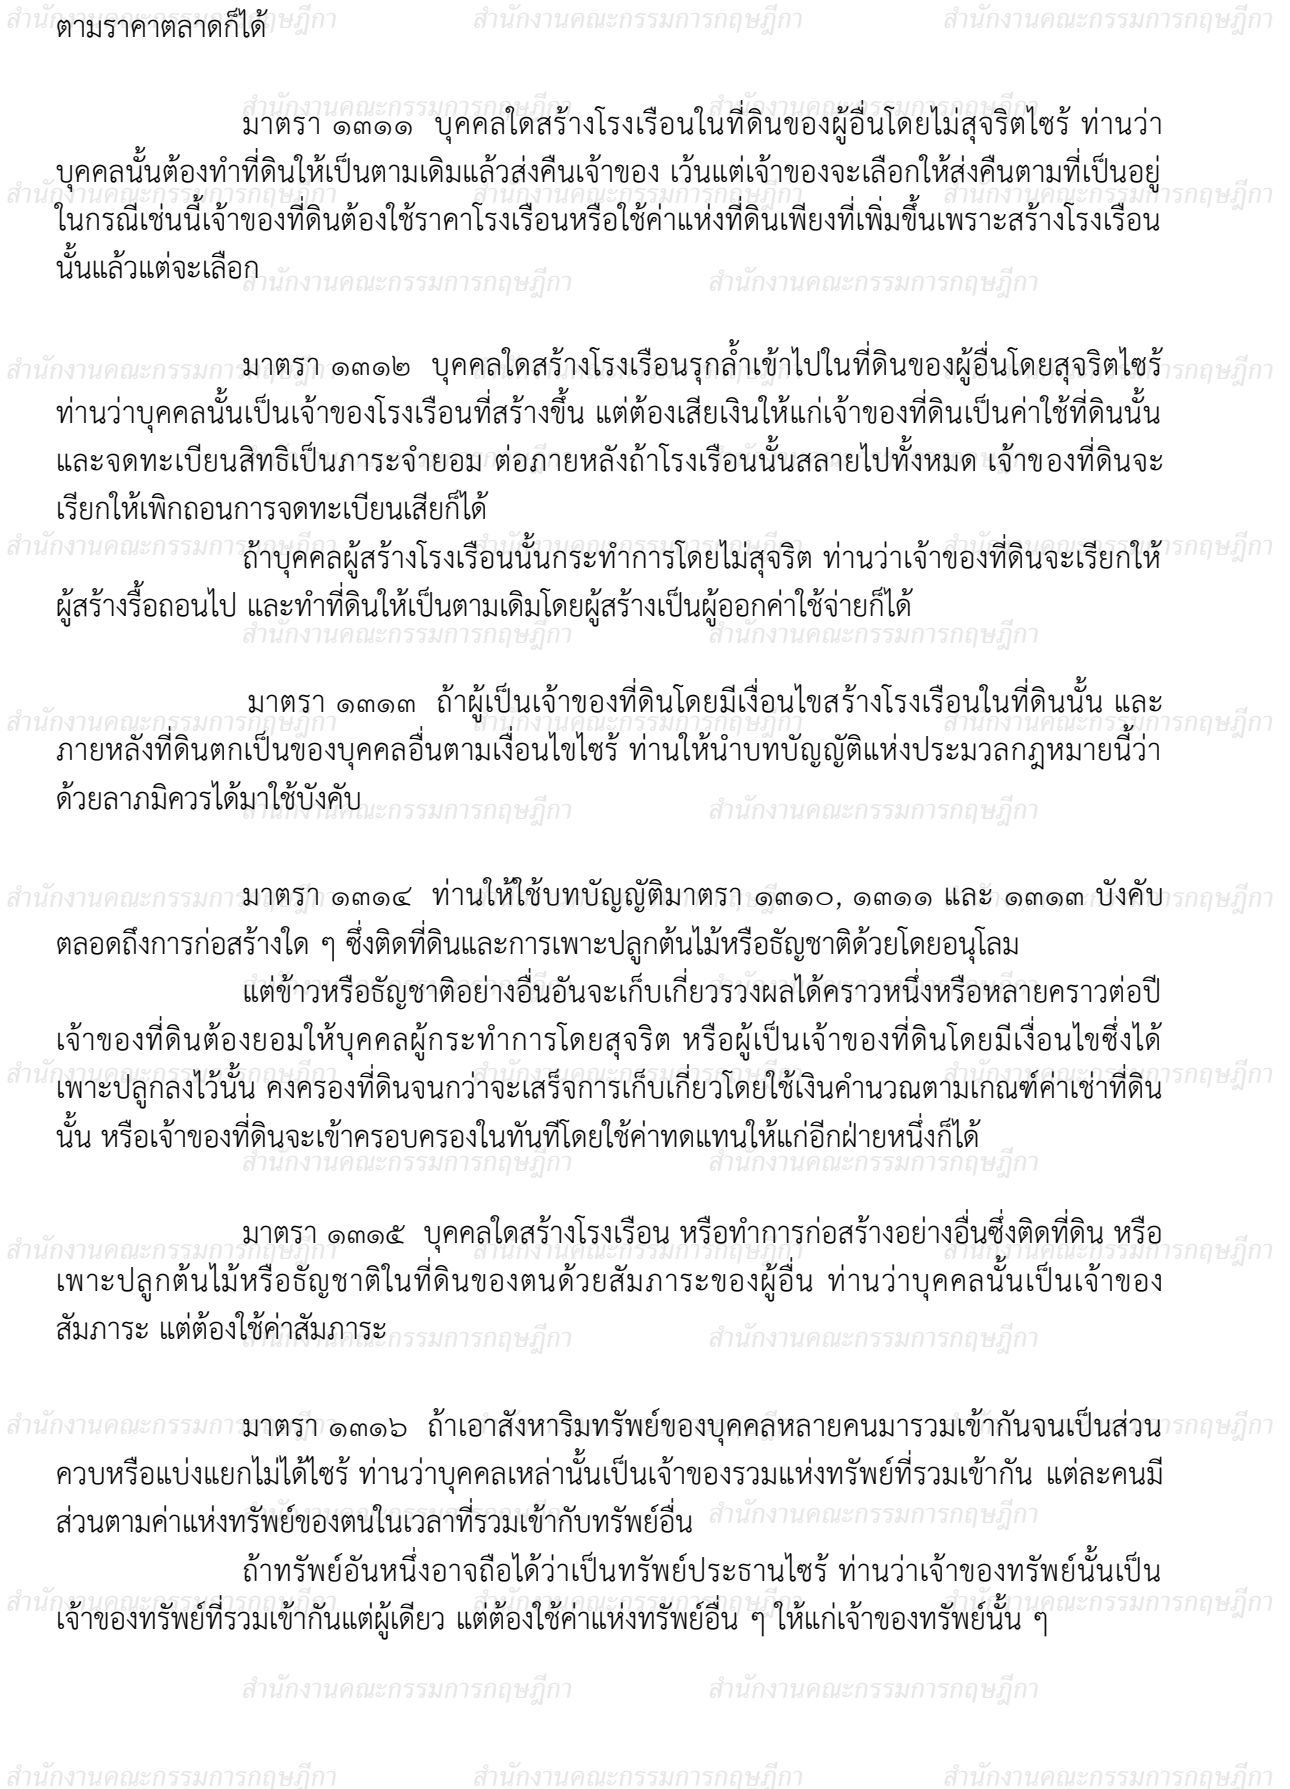 ตามราคาตลาดก็ได้
มาตรา ๑๓๑๑  บุคคลใดสร้างโรงเรือนในที่ดินของผู้อื่นโดยไม่สุจริตไซร้ ท่านว่า
บุคคลนั้นต้องทำที่ดินให้เป็นตามเดิมแล้วส่งคืนเจ้าของ เว้นแต่เจ้าของจะเลือกให้ส่งคืนตามที่เป็นอยู่
ในกรณีเช่นนี้เจ้าของที่ดินต้องใช้ราคาโรงเรือนหรือใช้ค่าแห่งที่ดินเพียงที่เพิ่มขึ้นเพราะสร้างโรงเรือน
นั้นแล้วแต่จะเลือก
มาตรา ๑๓๑๒  บุคคลใดสร้างโรงเรือนรุกล้ำเข้าไปในที่ดินของผู้อื่นโดยสุจริตไซร้
ท่านว่าบุคคลนั้นเป็นเจ้าของโรงเรือนที่สร้างขึ้น แต่ต้องเสียเงินให้แก่เจ้าของที่ดินเป็นค่าใช้ที่ดินนั้น
และจดทะเบียนสิทธิเป็นภาระจำยอม ต่อภายหลังถ้าโรงเรือนนั้นสลายไปทั้งหมด เจ้าของที่ดินจะ
เรียกให้เพิกถอนการจดทะเบียนเสียก็ได้
ถ้าบุคคลผู้สร้างโรงเรือนนั้นกระทำการโดยไม่สุจริต ท่านว่าเจ้าของที่ดินจะเรียกให้
ผู้สร้างรื้อถอนไป และทำที่ดินให้เป็นตามเดิมโดยผู้สร้างเป็นผู้ออกค่าใช้จ่ายก็ได้
มาตรา ๑๓๑๓  ถ้าผู้เป็นเจ้าของที่ดินโดยมีเงื่อนไขสร้างโรงเรือนในที่ดินนั้น และ
ภายหลังที่ดินตกเป็นของบุคคลอื่นตามเงื่อนไขไซร้ ท่านให้นำบทบัญญัติแห่งประมวลกฎหมายนี้ว่า
ด้วยลาภมิควรได้มาใช้บังคับ
มาตรา ๑๓๑๔  ท่านให้ใช้บทบัญญัติมาตรา ๑๓๑๐, ๑๓๑๑ และ ๑๓๑๓ บังคับ
ตลอดถึงการก่อสร้างใด ๆ ซึ่งติดที่ดินและการเพาะปลูกต้นไม้หรือธัญชาติด้วยโดยอนุโลม
แต่ข้าวหรือธัญชาติอย่างอื่นอันจะเก็บเกี่ยวรวงผลได้คราวหนึ่งหรือหลายคราวต่อปี
เจ้าของที่ดินต้องยอมให้บุคคลผู้กระทำการโดยสุจริต หรือผู้เป็นเจ้าของที่ดินโดยมีเงื่อนไขซึ่งได้
เพาะปลูกลงไว้นั้น คงครองที่ดินจนกว่าจะเสร็จการเก็บเกี่ยวโดยใช้เงินคำนวณตามเกณฑ์ค่าเช่าที่ดิน
นั้น หรือเจ้าของที่ดินจะเข้าครอบครองในทันทีโดยใช้ค่าทดแทนให้แก่อีกฝ่ายหนึ่งก็ได้
มาตรา ๑๓๑๕  บุคคลใดสร้างโรงเรือน หรือทำการก่อสร้างอย่างอื่นซึ่งติดที่ดิน หรือ
เพาะปลูกต้นไม้หรือธัญชาติในที่ดินของตนด้วยสัมภาระของผู้อื่น ท่านว่าบุคคลนั้นเป็นเจ้าของ
สัมภาระ แต่ต้องใช้ค่าสัมภาระ
มาตรา ๑๓๑๖  ถ้าเอาสังหาริมทรัพย์ของบุคคลหลายคนมารวมเข้ากันจนเป็นส่วน
ควบหรือแบ่งแยกไม่ได้ไซร้ ท่านว่าบุคคลเหล่านั้นเป็นเจ้าของรวมแห่งทรัพย์ที่รวมเข้ากัน แต่ละคนมี
ส่วนตามค่าแห่งทรัพย์ของตนในเวลาที่รวมเข้ากับทรัพย์อื่น
ถ้าทรัพย์อันหนึ่งอาจถือได้ว่าเป็นทรัพย์ประธานไซร้ ท่านว่าเจ้าของทรัพย์นั้นเป็น
เจ้าของทรัพย์ที่รวมเข้ากันแต่ผู้เดียว แต่ต้องใช้ค่าแห่งทรัพย์อื่น ๆ ให้แก่เจ้าของทรัพย์นั้น ๆ